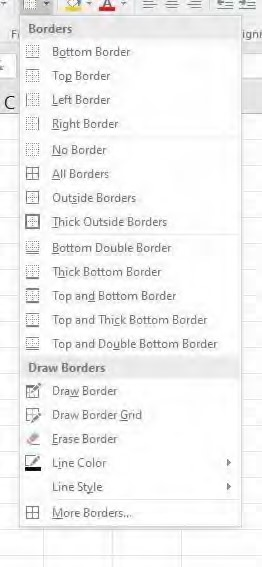 A
Borders
Bottom Border
Top Border
Left Border
Right Border
C
No Border
All Borders
Outside Borders
Thick Outside Borders
Bottom Double Border
Thick Bottom Border
Top and Bottom Border
Top and Thick Bottom Border
Top and Double Bottom Border
Draw Borders
Draw Border
Draw Border Grid
Erase Border
Line Color
Line Style
More Borders...